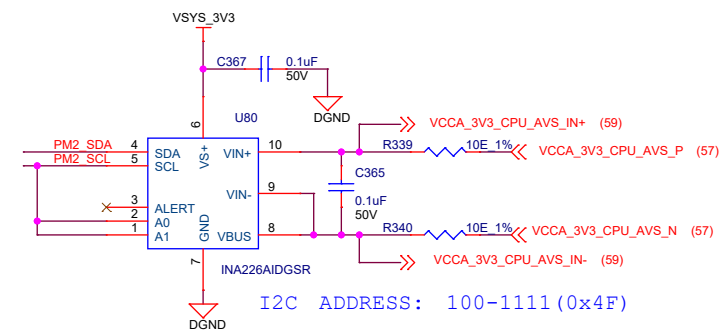 VSYS_3V3
C367
0.1uF
50V
DGND
U80
VCCA_3V3_CPU_AVS_IN+ (59)
PM2_SDA
4
SDA
VS+
6
VIN+
10
R339
10E_1%
VCCA_3V3_CPU_AVS_P (57)
PM2_SCL
5
SCL
C365
0.1uF
50V
VIN-
9
3
ALERT
2
A0
1
A1
GND
7
VBUS
8
R340
10E_1%
VCCA_3V3_CPU_AVS_N (57)
VCCA_3V3_CPU_AVS_IN- (59)
INA226AIDGSR
I2C ADDRESS: 100-1111(0x4F)
DGND